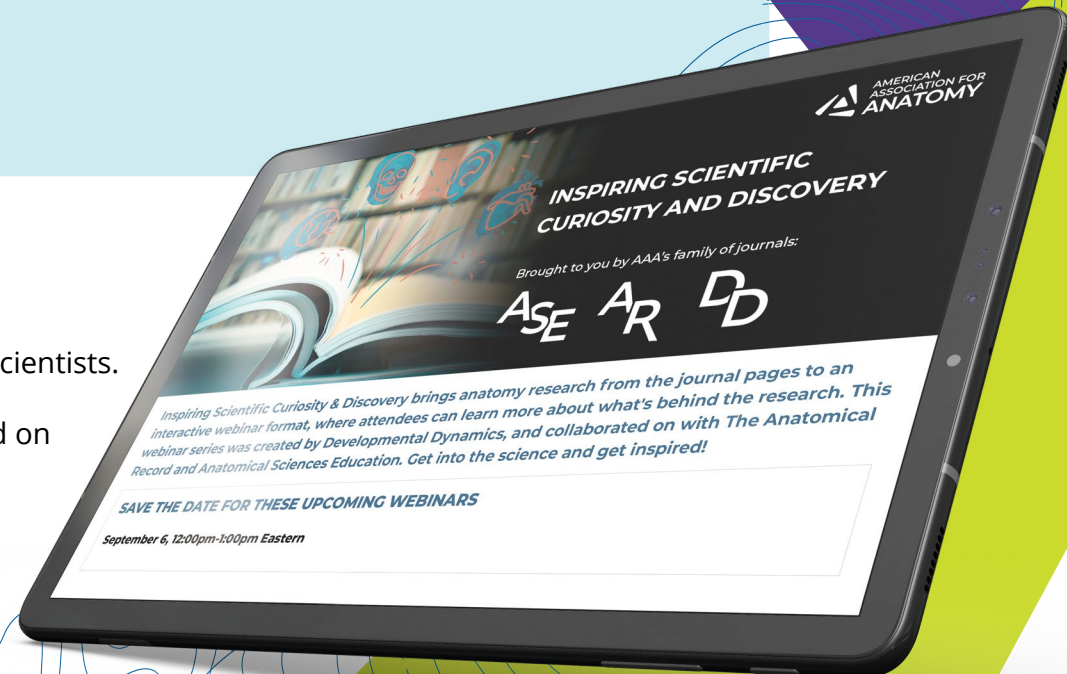 cientists.
d on
AMERICAN
ASSOCIATION FOR
ANATOMY
INSPIRING SCIENTIFIC
CURIOSITY AND DISCOVERY
Brought to you by AAA's family of journals:
ASE AR DD
Inspiring Scientific Curiosity & Discovery brings anatomy research from the journal pages to an
interactive webinar format, where attendees can learn more about what's behind the research. This
webinar series was created by Developmental Dynamics, and collaborated on with The Anatomical
Record and Anatomical Sciences Education. Get into the science and get inspired!
SAVE THE DATE FOR THESE UPCOMING WEBINARS
September 6, 12:00pm-1:00pm Eastern